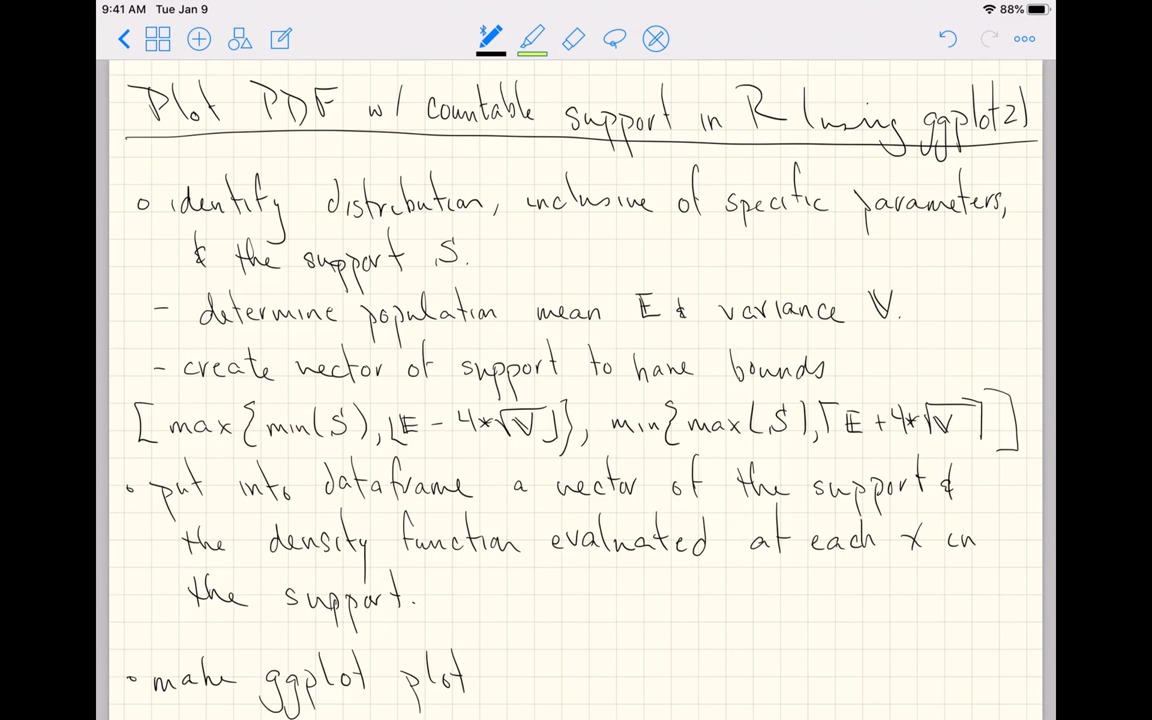 9:41 AM Tue Jan 9
88%
Plot PDF w/ countable support in R (using ggplot2)
o identify distribution, inclusive of specific parameters,
& the support S.
- determine population mean 𝔼 & variance 𝕍.
- create vector of support to have bounds
[max{min(S), ⌊𝔼 - 4*√𝕍⌋}, min{max(S), ⌈𝔼 + 4*√𝕍⌉]
• put into dataframe a vector of the support &
the density function evaluated at each x in
the support.
• make ggplot plot